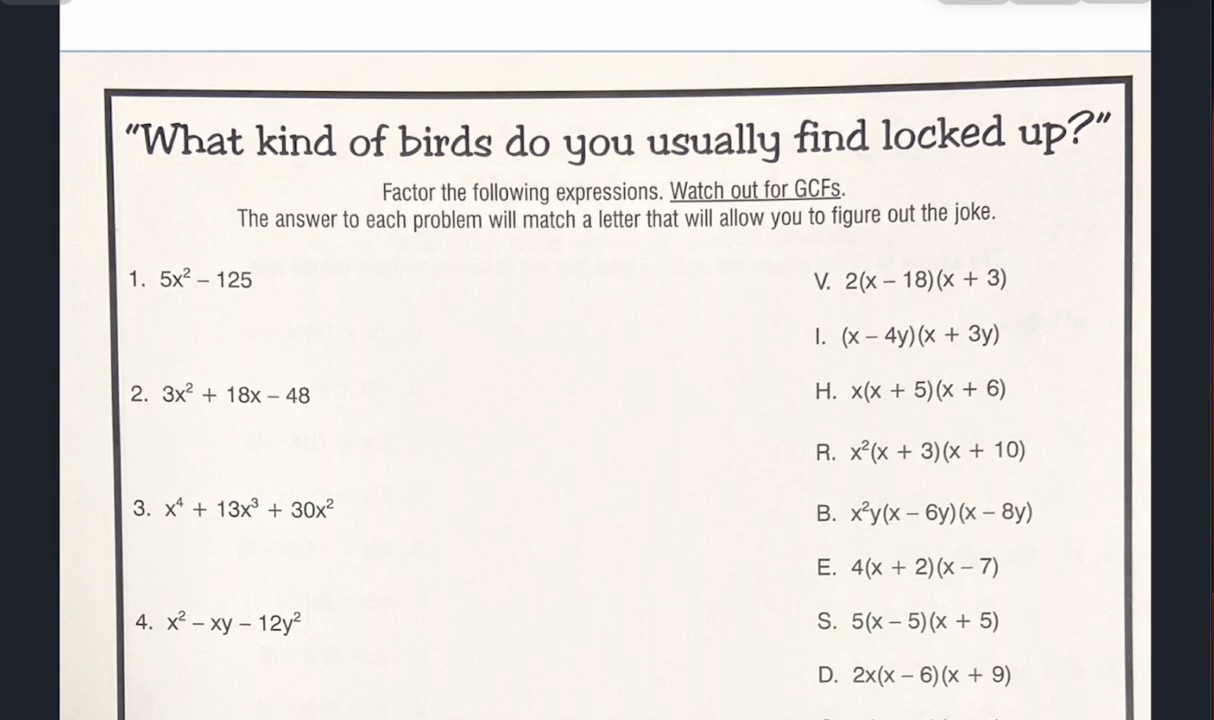 "What kind of birds do you usually find locked up?"
Factor the following expressions. Watch out for GCFs.
The answer to each problem will match a letter that will allow you to figure out the joke.
1. 5x² – 125
V. 2(x – 18)(x + 3)
I. (x – 4y)(x + 3y)
2. 3x² + 18x – 48
H. x(x + 5)(x + 6)
R. x²(x + 3)(x + 10)
3. x⁴ + 13x³ + 30x²
B. x²y(x – 6y)(x – 8y)
E. 4(x + 2)(x – 7)
4. x² – xy – 12y²
S. 5(x – 5)(x + 5)
D. 2x(x – 6)(x + 9)